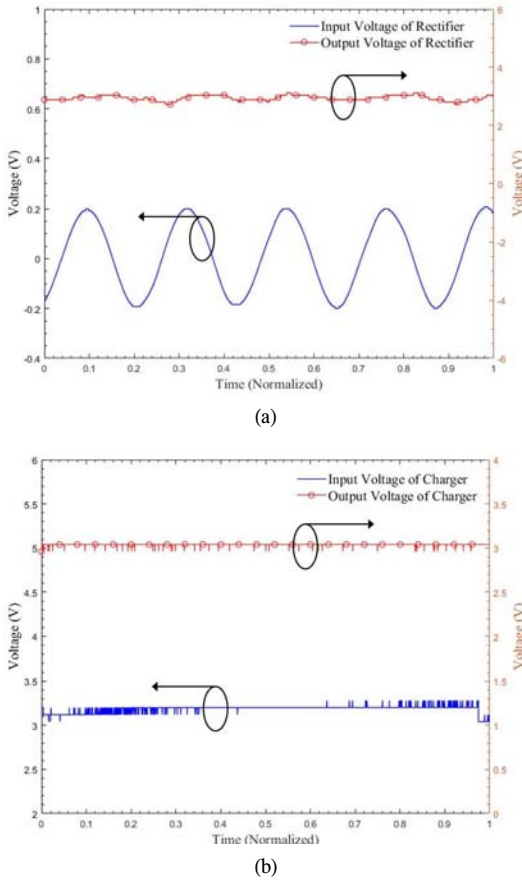 1
0.8
0.6
0.4
0.2
0
-0.2
-0.4
Voltage (V)
Input Voltage of Rectifier
Output Voltage of Rectifier
6
4
2
0
-2
-4
-6
Voltage (V)
0 0.1 0.2 0.3 0.4 0.5 0.6 0.7 0.8 0.9 1
Time (Normalized)
(a)
6
5.5
5
4.5
4
3.5
3
2.5
2
Voltage (V)
Input Voltage of Charger
Output Voltage of Charger
4
3.5
3
2.5
2
1.5
1
0.5
0
Voltage (V)
0 0.1 0.2 0.3 0.4 0.5 0.6 0.7 0.8 0.9 1
Time (Normalized)
(b)